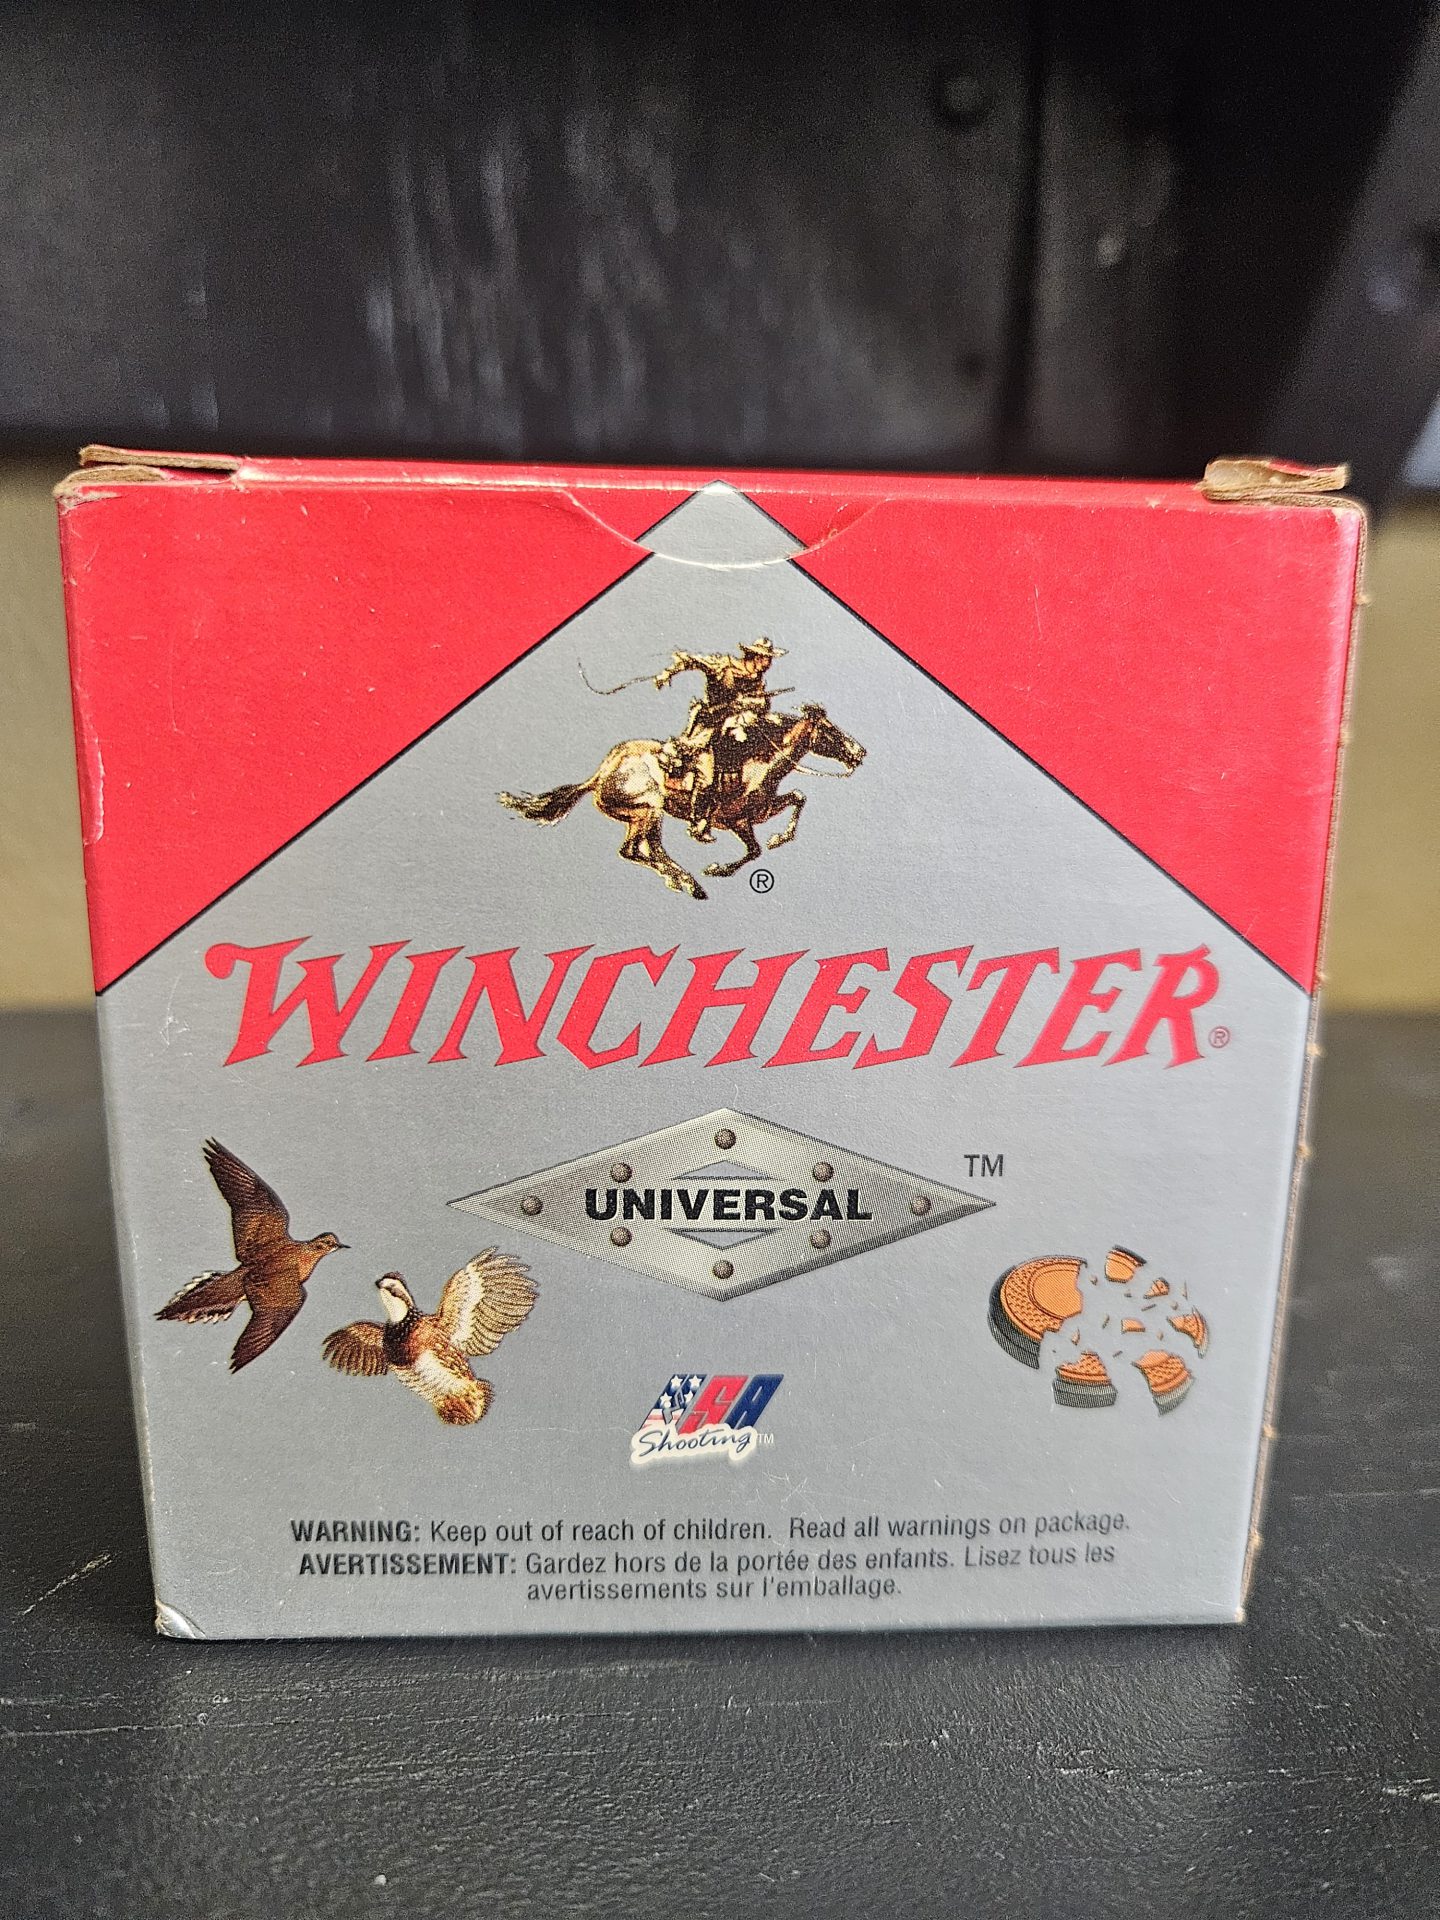 ®
WINCHESTER®
UNIVERSAL TM
USA
Shooting TM
WARNING: Keep out of reach of children. Read all warnings on package.
AVERTISSEMENT: Gardez hors de la portée des enfants. Lisez tous les
avertissements sur l'emballage.